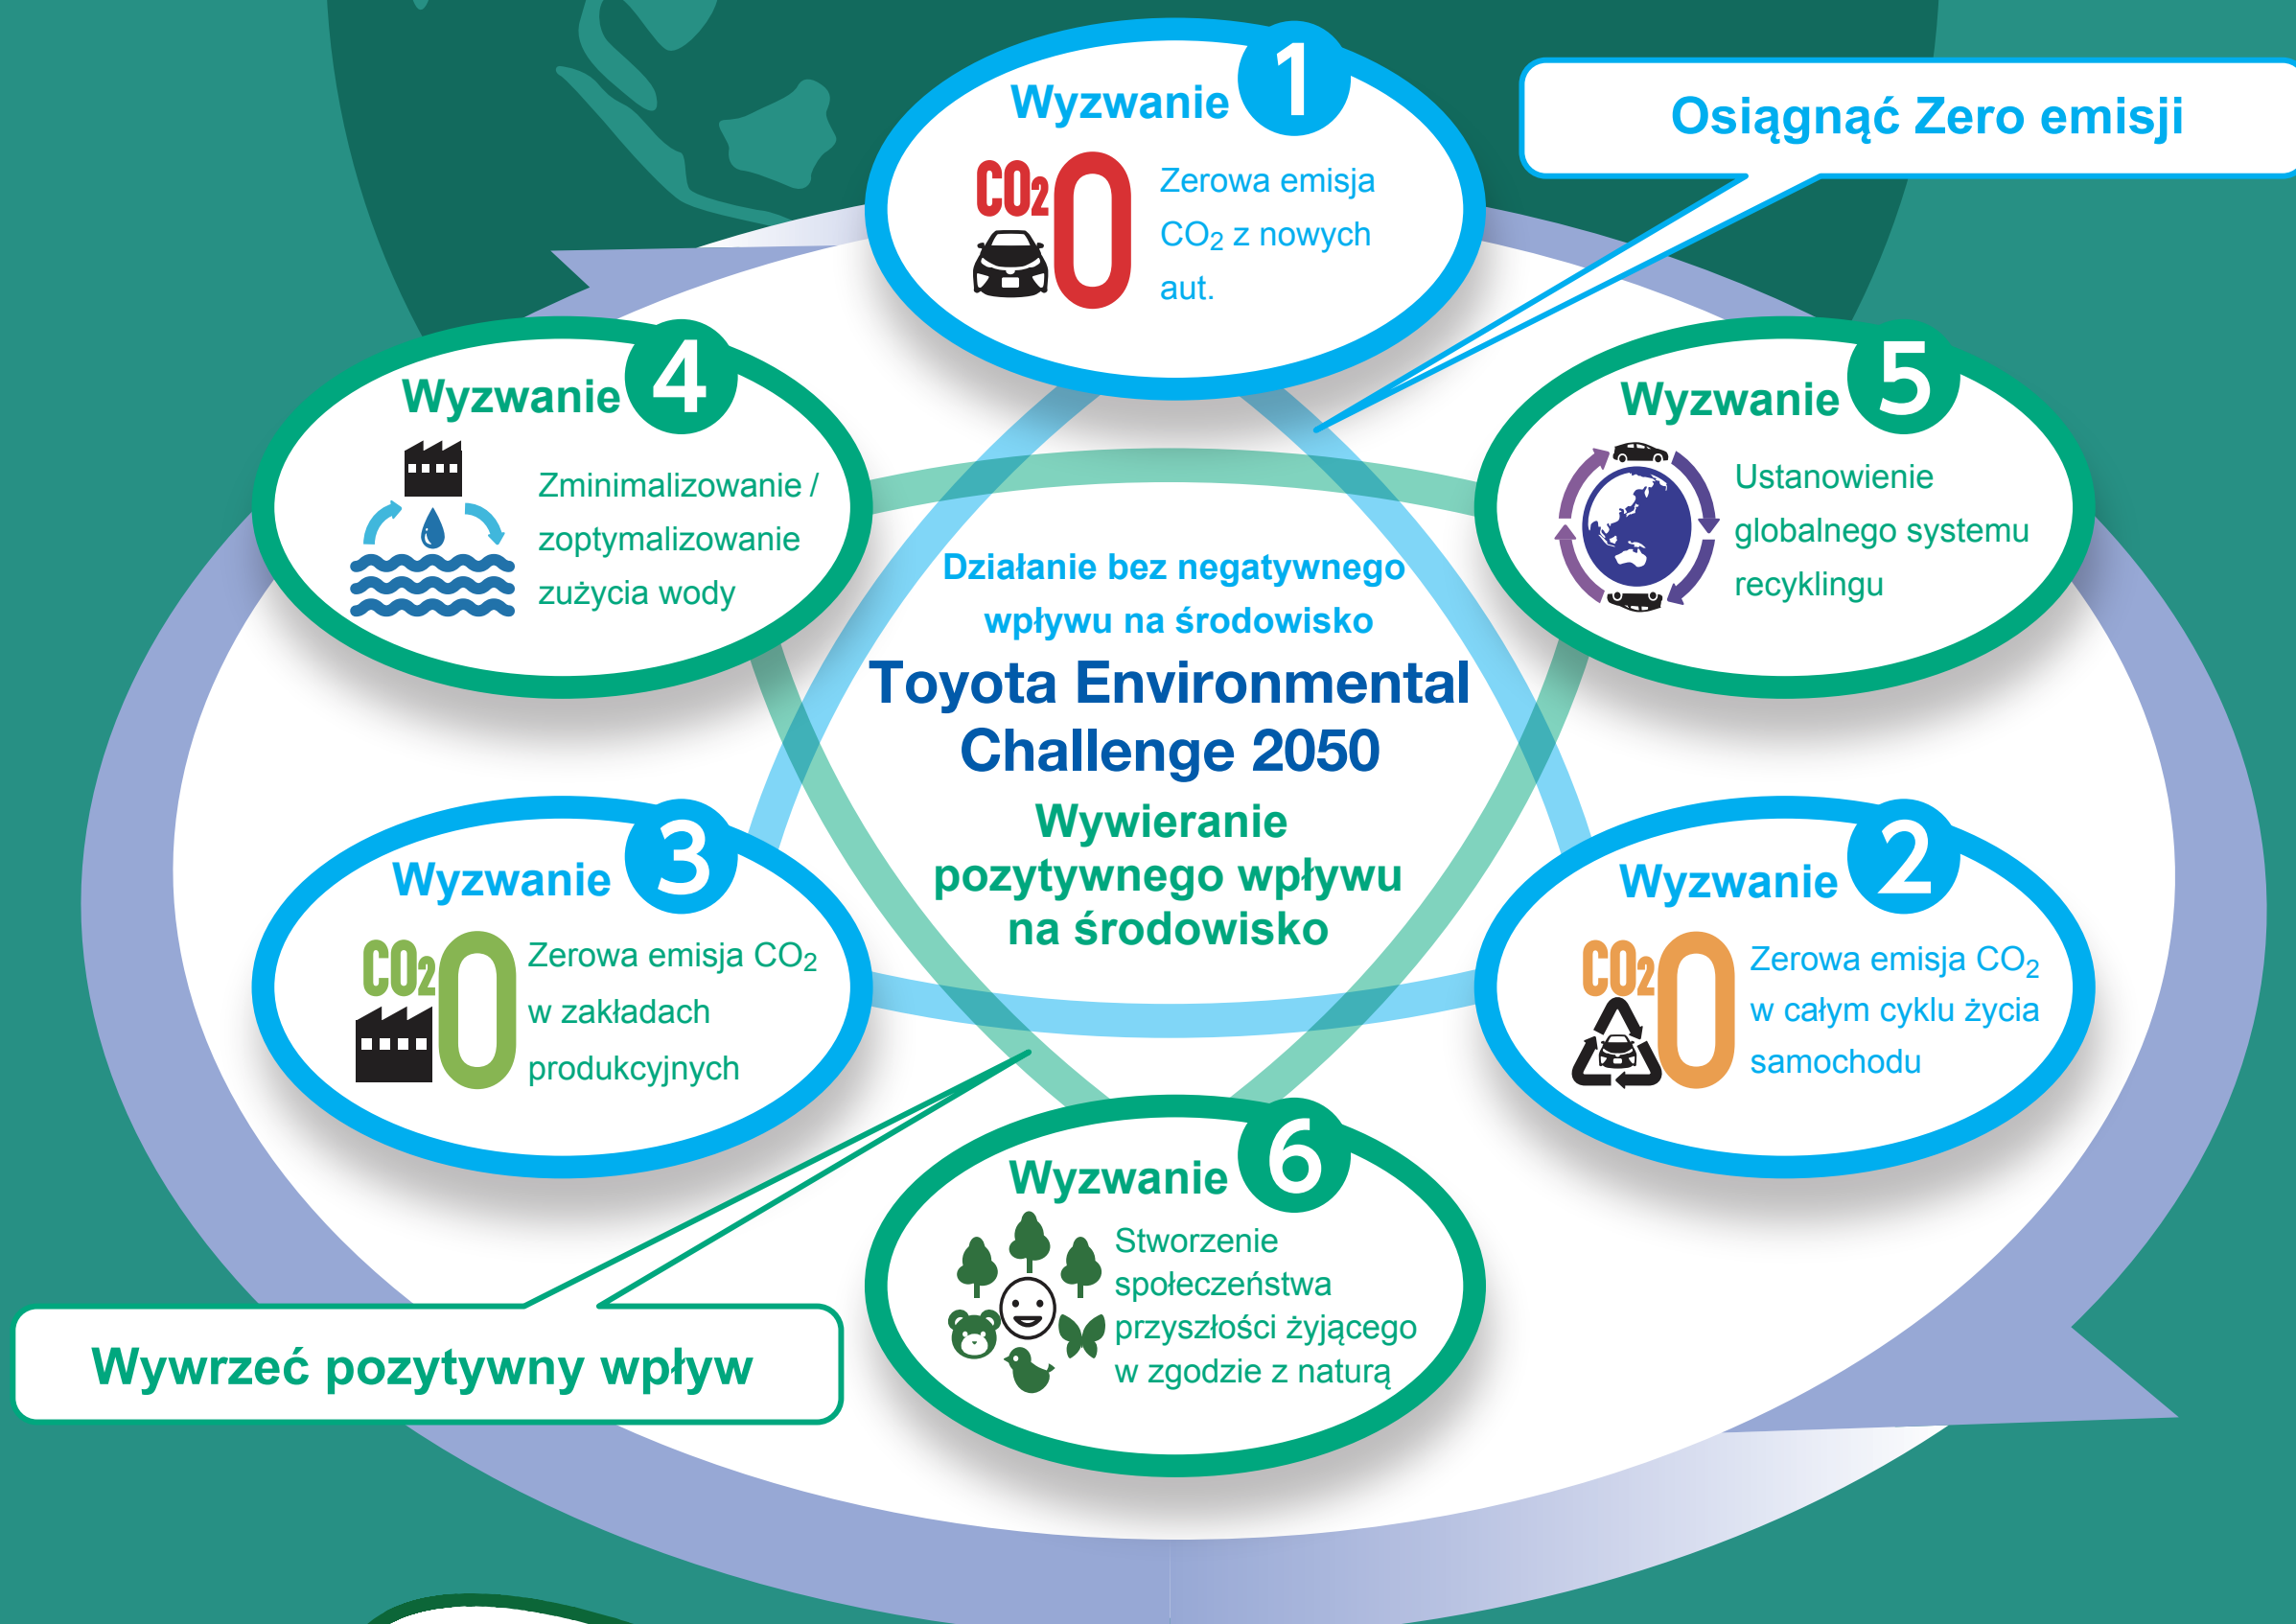 Wyzwanie 1
CO2 0
Zerowa emisja
CO2 z nowych
aut.
Osiągnąć Zero emisji
Wyzwanie 4
Zminimalizowanie /
zoptymalizowanie
zużycia wody
Wyzwanie 5
Ustanowienie
globalnego systemu
recyklingu
Działanie bez negatywnego
wpływu na środowisko
Toyota Environmental
Challenge 2050
Wywieranie
pozytywnego wpływu
na środowisko
Wyzwanie 3
CO2 0
Zerowa emisja CO2
w zakładach
produkcyjnych
Wyzwanie 2
CO2 0
Zerowa emisja CO2
w całym cyklu życia
samochodu
Wyzwanie 6
Stworzenie
społeczeństwa
przyszłości żyjącego
w zgodzie z naturą
Wywrzeć pozytywny wpływ